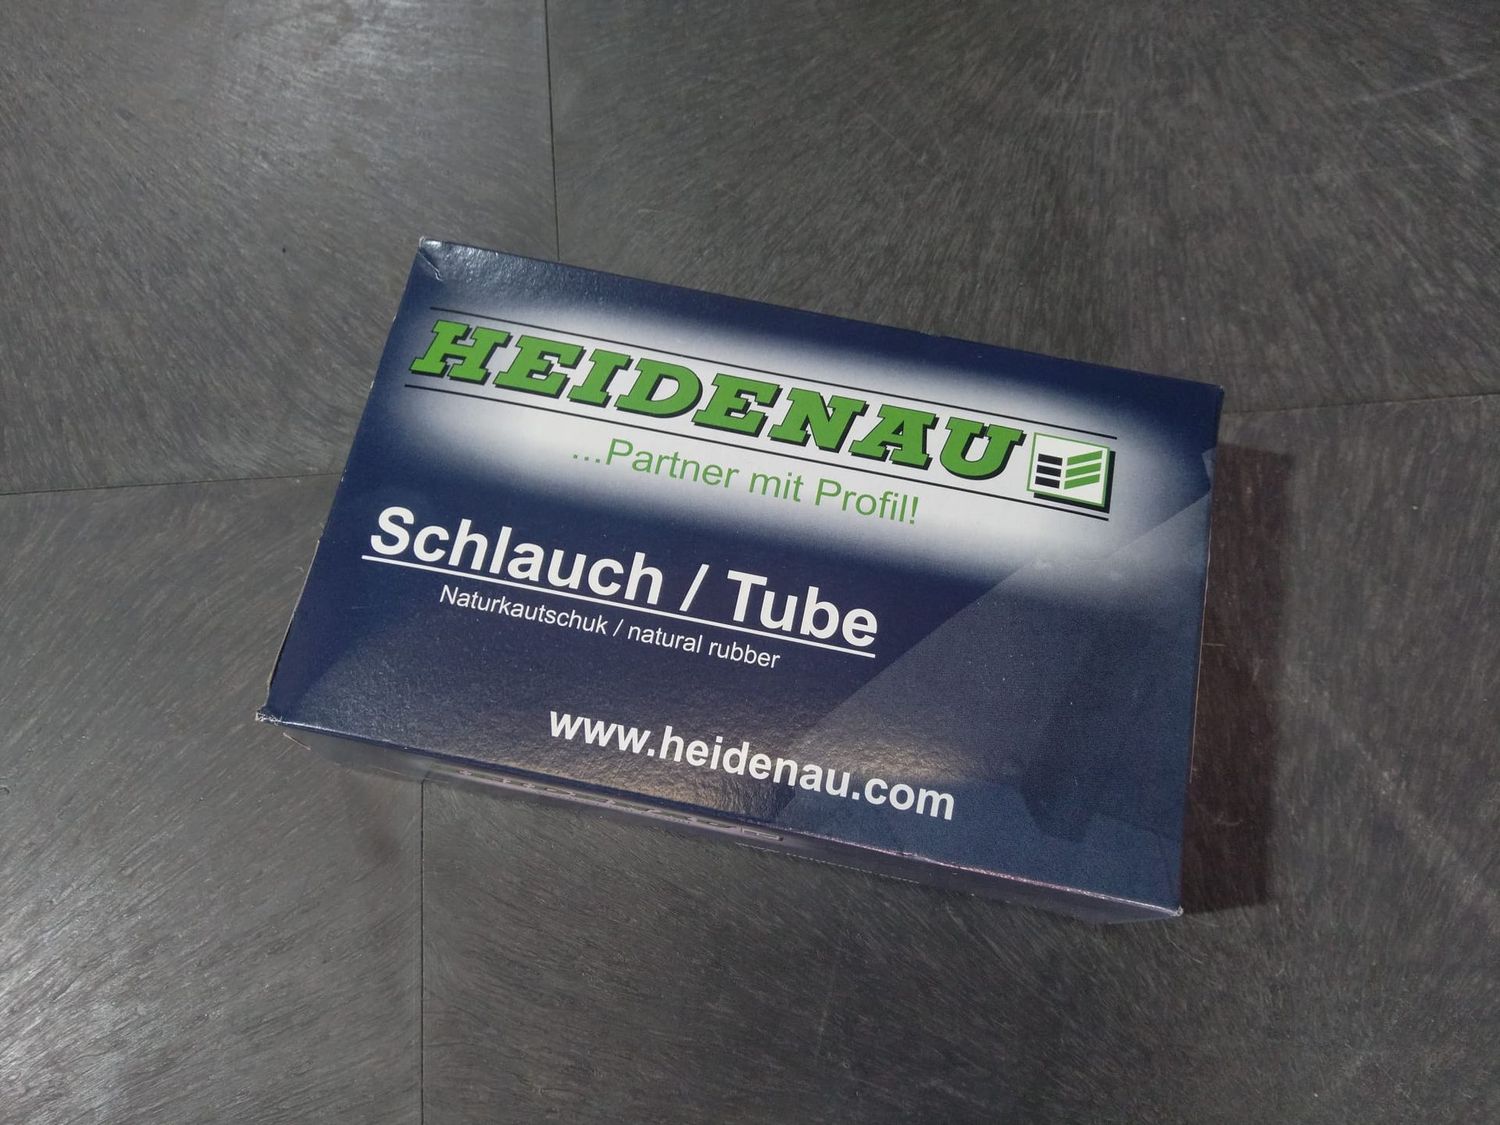 HEIDENAU
...Partner mit Profil!
Schlauch / Tube
Naturkautschuk / natural rubber
www.heidenau.com